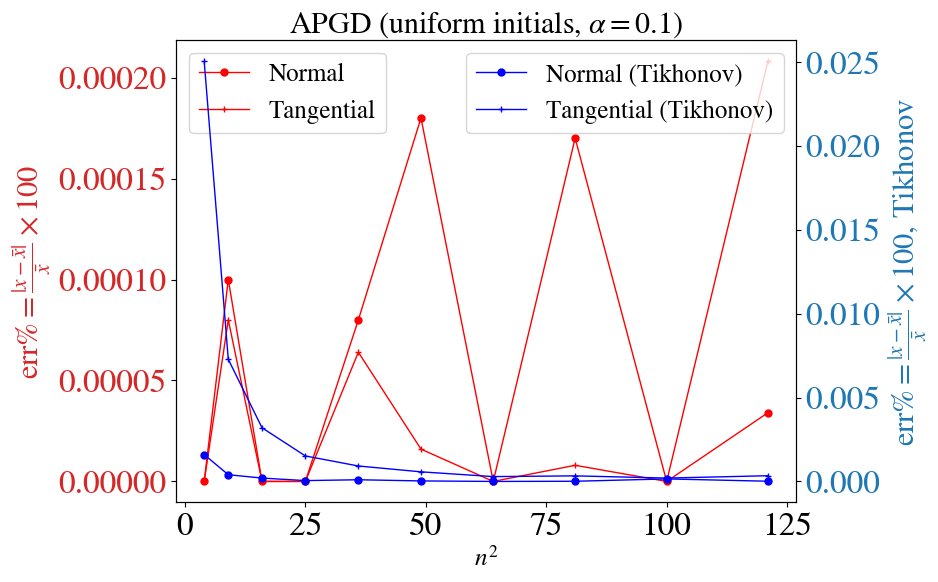 APGD (uniform initials, α = 0.1)
Normal
Tangential
Normal (Tikhonov)
Tangential (Tikhonov)
0.00020
0.00015
0.00010
0.00005
0.00000
err% = |x − x̄| / x̄ × 100
0.025
0.020
0.015
0.010
0.005
0.000
err% = |x − x̄| / x̄ × 100, Tikhonov
0 25 50 75 100 125
n²